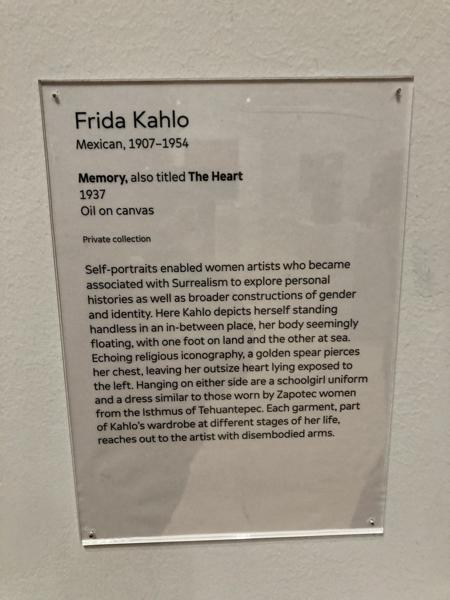 Frida Kahlo
Mexican, 1907–1954
Memory, also titled The Heart
1937
Oil on canvas
Private collection
Self-portraits enabled women artists who became
associated with Surrealism to explore personal
histories as well as broader constructions of gender
and identity. Here Kahlo depicts herself standing
handless in an in-between place, her body seemingly
floating, with one foot on land and the other at sea.
Echoing religious iconography, a golden spear pierces
her chest, leaving her outsize heart lying exposed to
the left. Hanging on either side are a schoolgirl uniform
and a dress similar to those worn by Zapotec women
from the Isthmus of Tehuantepec. Each garment, part
of Kahlo's wardrobe at different stages of her life,
reaches out to the artist with disembodied arms.